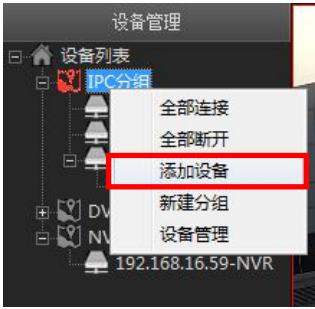 设备管理
设备列表
IPC分组
全部连接
全部断开
添加设备
新建分组
设备管理
DV
NV
192.168.16.59-NVR